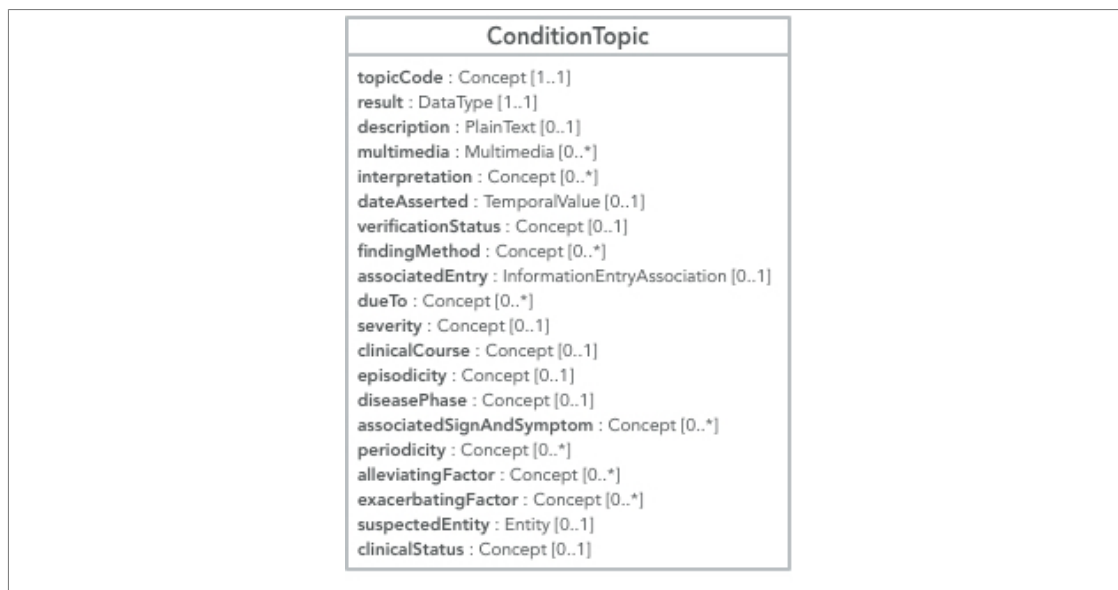 ConditionTopic
topicCode : Concept [1..1]
result : DataType [1..1]
description : PlainText [0..1]
multimedia : Multimedia [0..*]
interpretation : Concept [0..*]
dateAsserted : TemporalValue [0..1]
verificationStatus : Concept [0..1]
findingMethod : Concept [0..*]
associatedEntry : InformationEntryAssociation [0..1]
dueTo : Concept [0..*]
severity : Concept [0..1]
clinicalCourse : Concept [0..1]
episodicity : Concept [0..1]
diseasePhase : Concept [0..1]
associatedSignAndSymptom : Concept [0..*]
periodicity : Concept [0..*]
alleviatingFactor : Concept [0..*]
exacerbatingFactor : Concept [0..*]
suspectedEntity : Entity [0..1]
clinicalStatus : Concept [0..1]